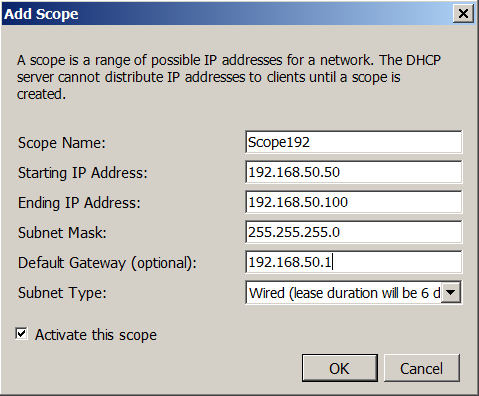 Add Scope
A scope is a range of possible IP addresses for a network. The DHCP
server cannot distribute IP addresses to clients until a scope is
created.
Scope Name: Scope192
Starting IP Address: 192.168.50.50
Ending IP Address: 192.168.50.100
Subnet Mask: 255.255.255.0
Default Gateway (optional): 192.168.50.1
Subnet Type: Wired (lease duration will be 6 d
Activate this scope
OK Cancel